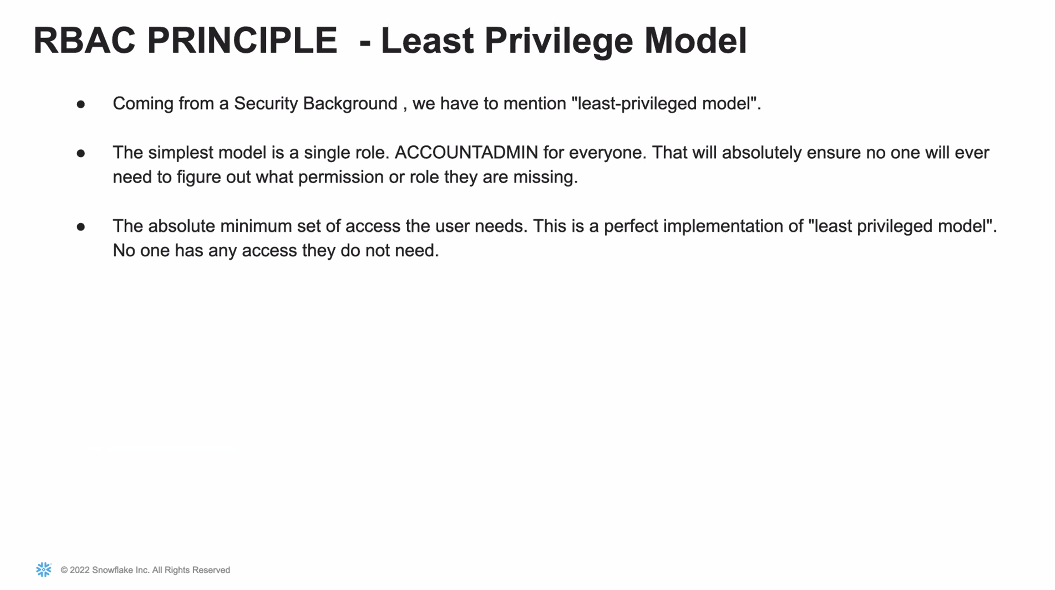 RBAC PRINCIPLE  - Least Privilege Model
● Coming from a Security Background , we have to mention "least-privileged model".
● The simplest model is a single role. ACCOUNTADMIN for everyone. That will absolutely ensure no one will ever
need to figure out what permission or role they are missing.
● The absolute minimum set of access the user needs. This is a perfect implementation of "least privileged model".
No one has any access they do not need.
© 2022 Snowflake Inc. All Rights Reserved